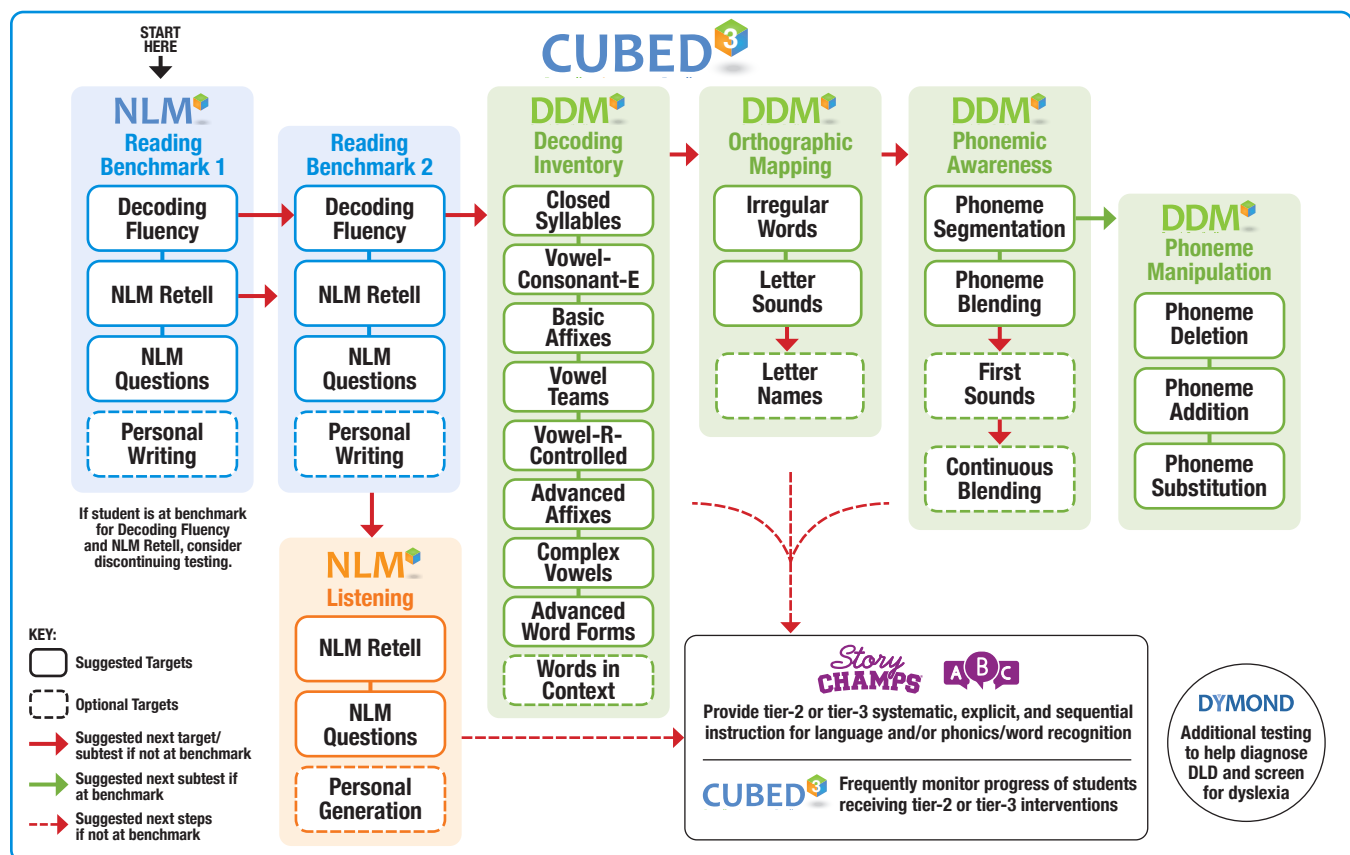 START
HERE
CUBED3
NLM
Reading
Benchmark 1
Decoding
Fluency
NLM Retell
NLM
Questions
Personal
Writing
If student is at benchmark
for Decoding Fluency
and NLM Retell, consider
discontinuing testing.
Reading
Benchmark 2
Decoding
Fluency
NLM Retell
NLM
Questions
Personal
Writing
NLM
Listening
NLM Retell
NLM
Questions
Personal
Generation
DDM
Decoding
Inventory
Closed
Syllables
Vowel-
Consonant-E
Basic
Affixes
Vowel
Teams
Vowel-R-
Controlled
Advanced
Affixes
Complex
Vowels
Advanced
Word Forms
Words in
Context
DDM
Orthographic
Mapping
Irregular
Words
Letter
Sounds
Letter
Names
DDM
Phonemic
Awareness
Phoneme
Segmentation
Phoneme
Blending
First
Sounds
Continuous
Blending
DDM
Phoneme
Manipulation
Phoneme
Deletion
Phoneme
Addition
Phoneme
Substitution
KEY:
Suggested Targets
Optional Targets
Suggested next target/
subtest if not at benchmark
Suggested next subtest if
at benchmark
Suggested next steps
if not at benchmark
Story
CHAMPS
A B C
Provide tier-2 or tier-3 systematic, explicit, and sequential
instruction for language and/or phonics/word recognition
CUBED3
Frequently monitor progress of students
receiving tier-2 or tier-3 interventions
DYMOND
Additional testing
to help diagnose
DLD and screen
for dyslexia